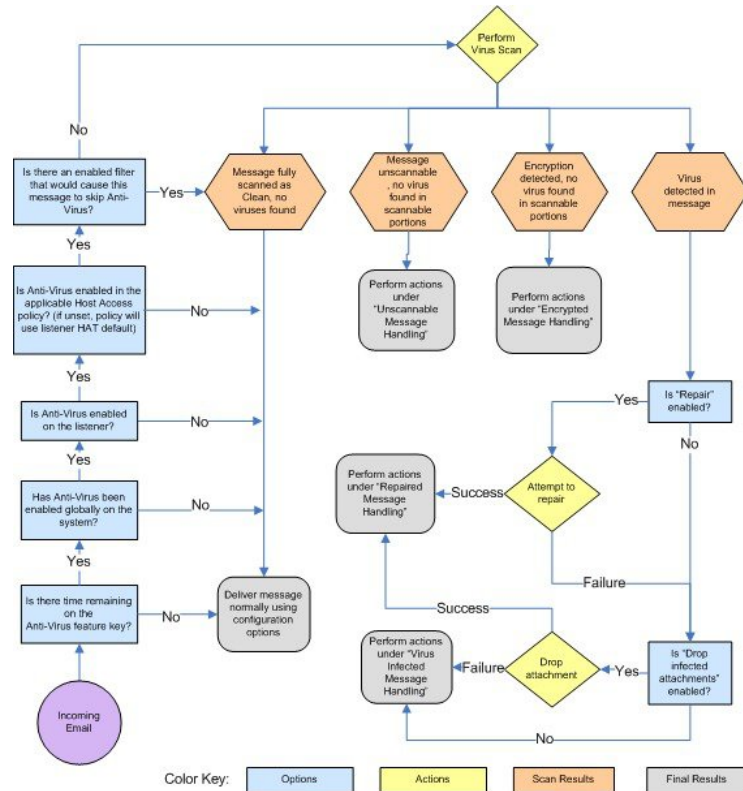 Perform
Virus Scan
No
Is there an enabled filter
that would cause this
message to skip Anti-
Virus?
Yes
Message fully
scanned as
Clean, no
viruses found
Message
unscannable
, no virus
found in
scannable
portions
Encryption
detected, no
virus found
in scannable
portions
Virus
detected in
message
Yes
Is Anti-Virus enabled in the
applicable Host Access
policy? (if unset, policy will
use listener HAT default)
No
Perform actions
under
"Unscannable
Message
Handling"
Perform actions
under "Encrypted
Message Handling"
Yes
Is Anti-Virus enabled
on the listener?
No
Is "Repair"
enabled?
Yes
No
Yes
Has Anti-Virus been
enabled globally on the
system?
No
Perform actions
under "Repaired
Message
Handling"
Success
Attempt to
repair
Yes
Failure
Is there time remaining
on the
Anti-Virus feature key?
No
Deliver message
normally using
configuration
options
Success
Perform actions
under "Virus
Infected
Message
Handling"
Failure
Drop
attachment
Yes
Is "Drop
infected
attachments"
enabled?
Incoming
Email
No
Color Key:
Options
Actions
Scan Results
Final Results